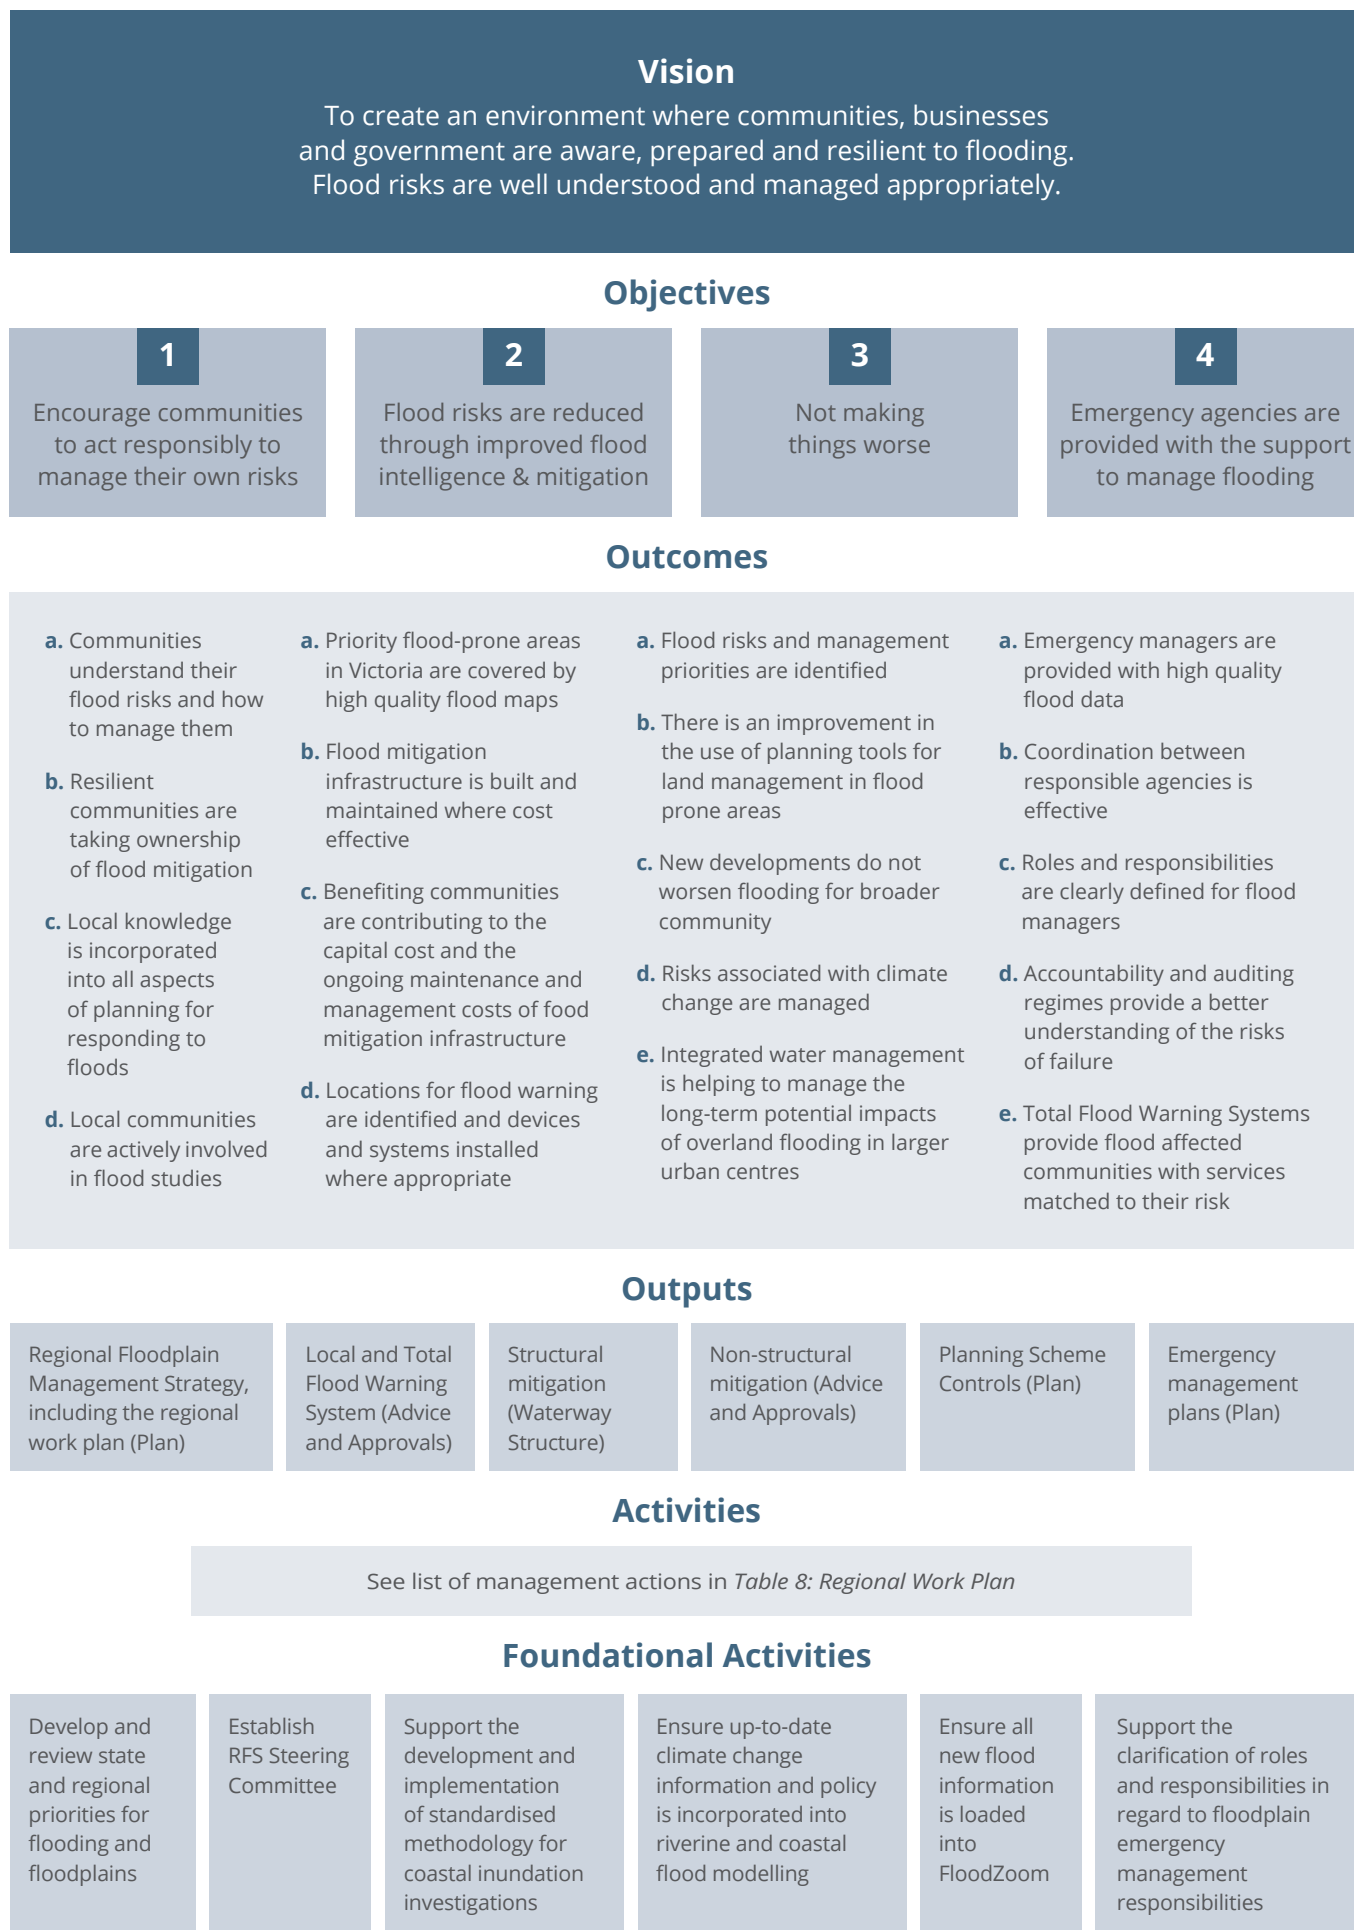 Vision
To create an environment where communities, businesses
and government are aware, prepared and resilient to flooding.
Flood risks are well understood and managed appropriately.
Objectives
1
Encourage communities
to act responsibly to
manage their own risks
2
Flood risks are reduced
through improved flood
intelligence & mitigation
3
Not making
things worse
4
Emergency agencies are
provided with the support
to manage flooding
Outcomes
a. Communities
understand their
flood risks and how
to manage them
b. Resilient
communities are
taking ownership
of flood mitigation
c. Local knowledge
is incorporated
into all aspects
of planning for
responding to
floods
d. Local communities
are actively involved
in flood studies
a. Priority flood-prone areas
in Victoria are covered by
high quality flood maps
b. Flood mitigation
infrastructure is built and
maintained where cost
effective
c. Benefiting communities
are contributing to the
capital cost and the
ongoing maintenance and
management costs of food
mitigation infrastructure
d. Locations for flood warning
are identified and devices
and systems installed
where appropriate
a. Flood risks and management
priorities are identified
b. There is an improvement in
the use of planning tools for
land management in flood
prone areas
c. New developments do not
worsen flooding for broader
community
d. Risks associated with climate
change are managed
e. Integrated water management
is helping to manage the
long-term potential impacts
of overland flooding in larger
urban centres
a. Emergency managers are
provided with high quality
flood data
b. Coordination between
responsible agencies is
effective
c. Roles and responsibilities
are clearly defined for flood
managers
d. Accountability and auditing
regimes provide a better
understanding of the risks
of failure
e. Total Flood Warning Systems
provide flood affected
communities with services
matched to their risk
Outputs
Regional Floodplain
Management Strategy,
including the regional
work plan (Plan)
Local and Total
Flood Warning
System (Advice
and Approvals)
Structural
mitigation
(Waterway
Structure)
Non-structural
mitigation (Advice
and Approvals)
Planning Scheme
Controls (Plan)
Emergency
management
plans (Plan)
Activities
See list of management actions in Table 8: Regional Work Plan
Foundational Activities
Develop and
review state
and regional
priorities for
flooding and
floodplains
Establish
RFS Steering
Committee
Support the
development and
implementation
of standardised
methodology for
coastal inundation
investigations
Ensure up-to-date
climate change
information and policy
is incorporated into
riverine and coastal
flood modelling
Ensure all
new flood
information
is loaded
into
FloodZoom
Support the
clarification of roles
and responsibilities in
regard to floodplain
emergency
management
responsibilities